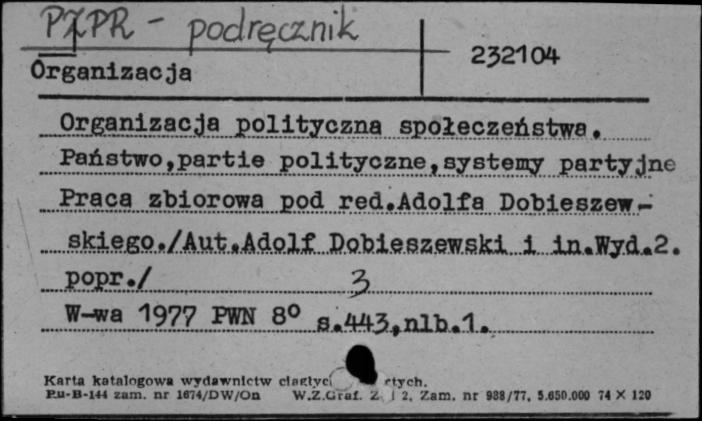 PZPR - podręcznik
232104
Organizacja
Organizacja polityczna społeczeństwa.
Państwo,partie polityczne,systemy partyjne
Praca zbiorowa pod red.Adolfa Dobieszew-
skiego./Aut.Adolf Dobieszewski i in.Wyd.2.
popr./ 3
W-wa 1977 PWN 8° s.443,nlb.1.
Karta katalogowa wydawnictw
Pu-B-144 zam. nr 1674/DW/On W.Z.Graf. Z 2, Zam. nr 988/77, 5.650.000 74 X 120